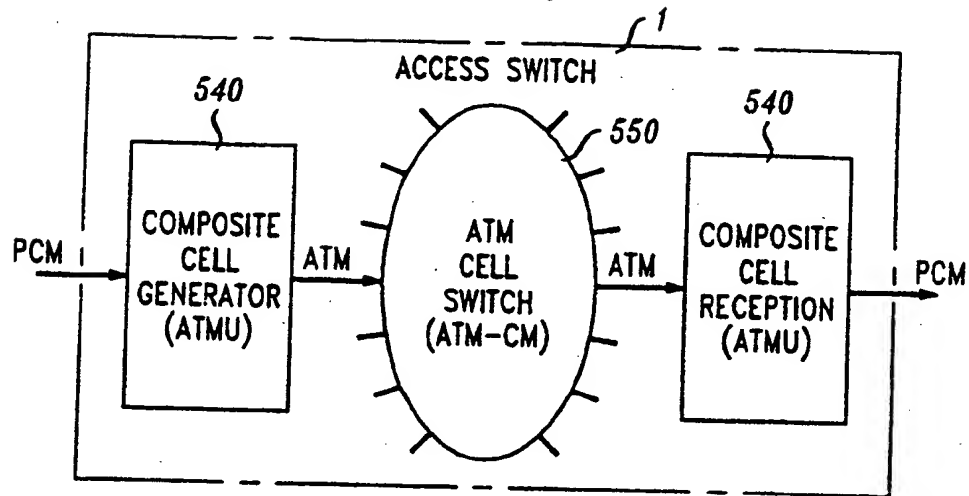 1
ACCESS SWITCH
540
550
540
PCM
COMPOSITE
CELL
GENERATOR
(ATMU)
ATM
ATM
CELL
SWITCH
(ATM-CM)
ATM
COMPOSITE
CELL
RECEPTION
(ATMU)
PCM